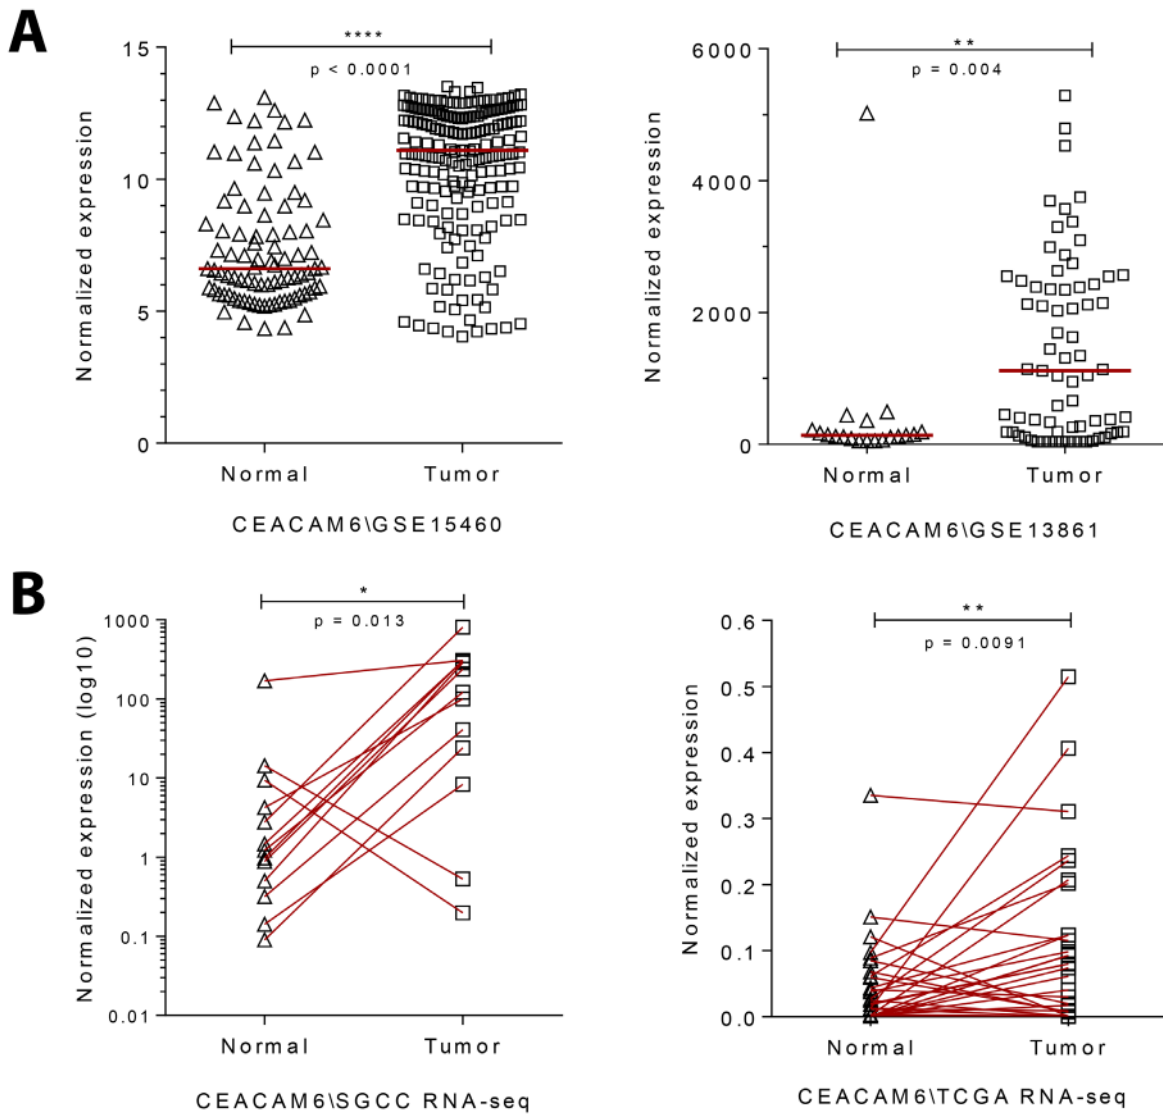 A
****
p < 0.0001
15
10
5
0
Normalized expression
Normal
Tumor
CEACAM6\GSE15460
**
p = 0.004
6000
4000
2000
0
Normalized expression
Normal
Tumor
CEACAM6\GSE13861
B
*
p = 0.013
1000
100
10
1
0.1
0.01
Normalized expression (log10)
Normal
Tumor
CEACAM6\SGCC RNA-seq
**
p = 0.0091
0.6
0.5
0.4
0.3
0.2
0.1
0.0
Normalized expression
Normal
Tumor
CEACAM6\TCGA RNA-seq